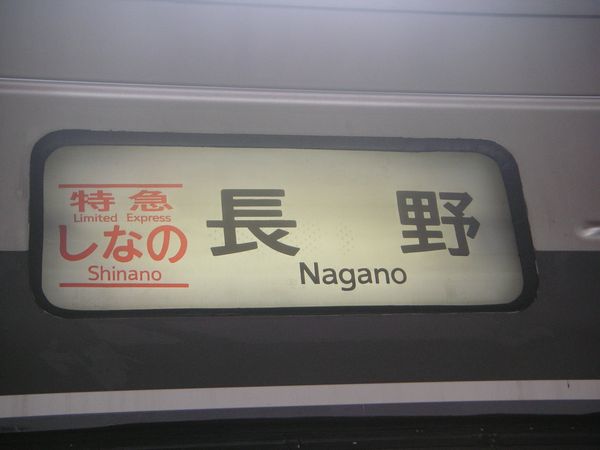 特急
Limited Express
しなの
Shinano
長野
Nagano